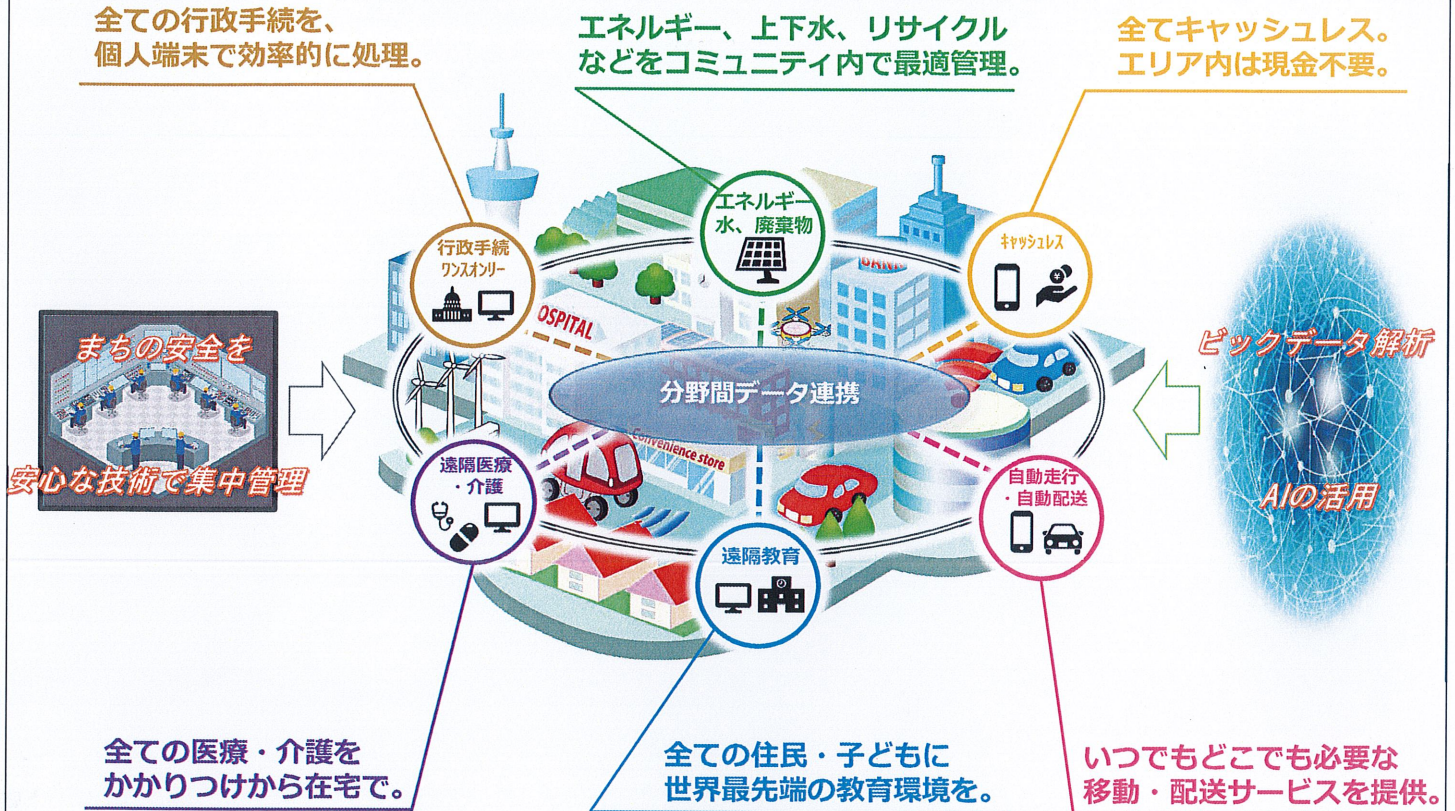 全ての行政手続を、
個人端末で効率的に処理。
エネルギー、上下水、リサイクル
などをコミュニティ内で最適管理。
全てキャッシュレス。
エリア内は現金不要。
エネルギー
水、廃棄物
行政手続
ワンスオンリー
キャッシュレス
BANK
OSPITAL
まちの安全を
安心な技術で集中管理
分野間データ連携
ビックデータ解析
AIの活用
Convenience store
遠隔医療
・介護
自動走行
・自動配送
遠隔教育
全ての医療・介護を
かかりつけから在宅で。
全ての住民・子どもに
世界最先端の教育環境を。
いつでもどこでも必要な
移動・配送サービスを提供。